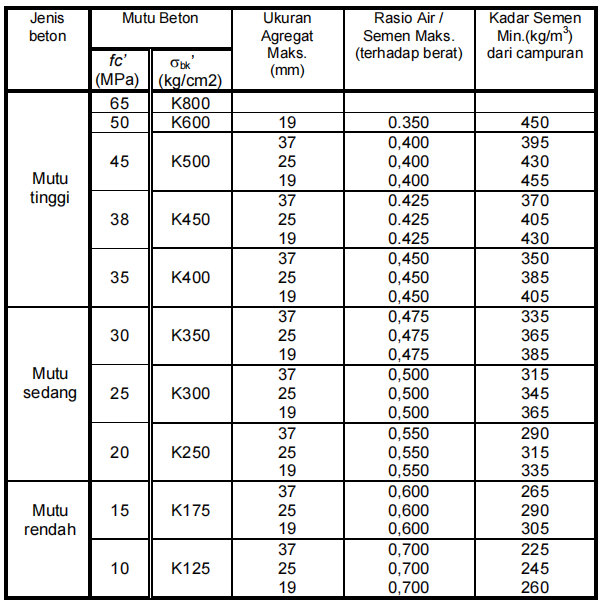 Jenis beton | Mutu Beton | Ukuran Agregat Maks. (mm) | Rasio Air / Semen Maks. (terhadap berat) | Kadar Semen Min.(kg/m³) dari campuran
fc' (MPa) | σbk' (kg/cm2)
Mutu tinggi
65 | K800
50 | K600 | 19 | 0.350 | 450
45 | K500
37 | 0,400 | 395
25 | 0,400 | 430
19 | 0,400 | 455
38 | K450
37 | 0.425 | 370
25 | 0.425 | 405
19 | 0.425 | 430
35 | K400
37 | 0,450 | 350
25 | 0,450 | 385
19 | 0,450 | 405
Mutu sedang
30 | K350
37 | 0,475 | 335
25 | 0,475 | 365
19 | 0,475 | 385
25 | K300
37 | 0,500 | 315
25 | 0,500 | 345
19 | 0,500 | 365
20 | K250
37 | 0,550 | 290
25 | 0,550 | 315
19 | 0,550 | 335
Mutu rendah
15 | K175
37 | 0,600 | 265
25 | 0,600 | 290
19 | 0,600 | 305
10 | K125
37 | 0,700 | 225
25 | 0,700 | 245
19 | 0,700 | 260